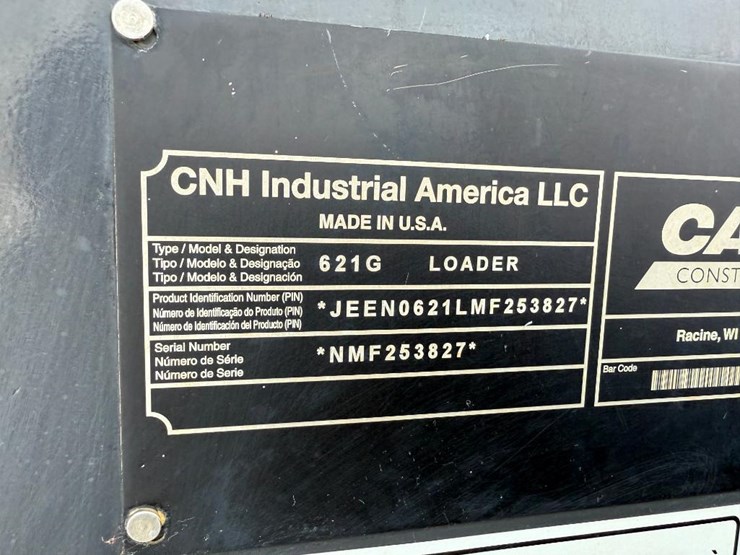 CNH Industrial America LLC
MADE IN U.S.A.
Type / Model & Designation
Tipo / Modelo & Designação
Tipo / Modelo & Designación
621G LOADER
Product Identification Number (PIN)
Número de Identificação do Produto (PIN)
Número de Identificación del Producto (PIN)
*JEEN0621LMF253827*
Serial Number
Número de Série
Número de Serie
*NMF253827*
CA
CONST
Racine, WI
Bar Code